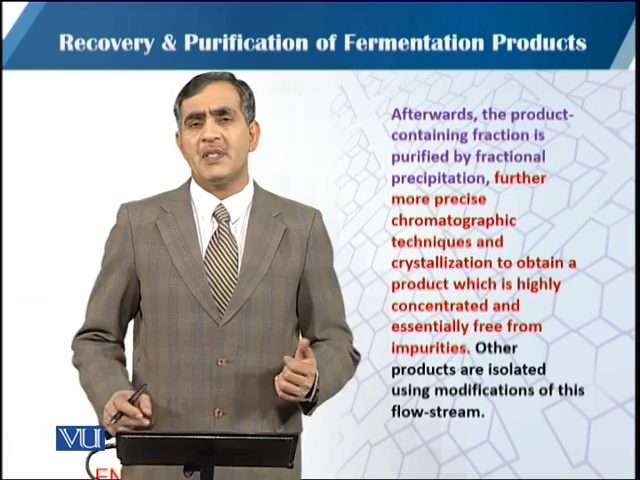 Recovery & Purification of Fermentation Products
Afterwards, the product-
containing fraction is
purified by fractional
precipitation, further
more precise
chromatographic
techniques and
crystallization to obtain a
product which is highly
concentrated and
essentially free from
impurities. Other
products are isolated
using modifications of this
flow-stream.
VU
EN